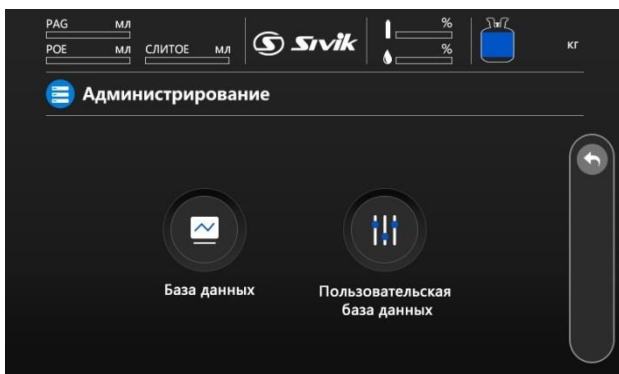 PAG мл
POE мл СЛИТОЕ мл
Sivik
%
%
кг
Администрирование
База данных
Пользовательская
база данных